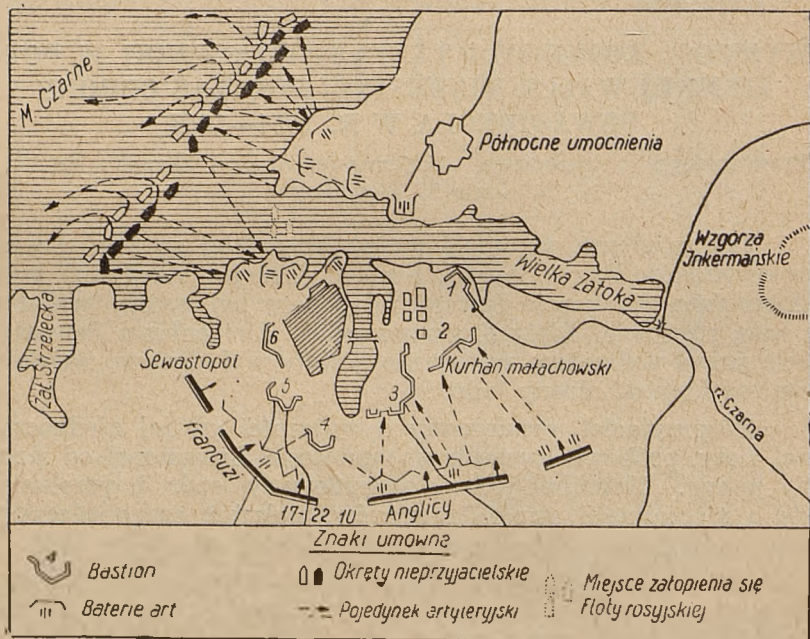 M. Czarne
Północne umocnienia
Wzgórza
Jnkermańskie
Wielka Zatoka
Zat. Strzelecka
Sewastopol
1
2
6
Kurhan małachowski
5
3
4
rz. Czarna
francuzi
17-22 10
Anglicy
Znaki umowne
4
Bastion
Okręty nieprzyjacielskie
Miejsce zatopienia się
Floty rosyjskiej
Baterie art
Pojedynek artyleryjski